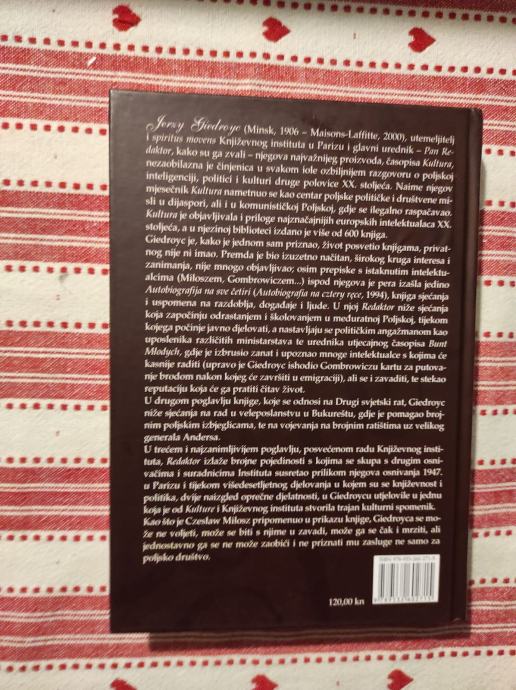 Jerzy Giedroyc (Minsk, 1906 – Maisons-Laffitte, 2000), utemeljitelj
i spiritus movens Književnog instituta u Parizu i glavni urednik – Pan Re-
daktor, kako su ga zvali – njegova najvažnijeg proizvoda, časopisa Kultura,
nezaobilazna je činjenica u svakom iole ozbiljnijem razgovoru o poljskoj
inteligenciji, politici i kulturi druge polovice XX. stoljeća. Naime njegov
mjesečnik Kultura nametnuo se kao centar poljske političke i društvene mi-
sli u dijaspori, ali i u komunističkoj Poljskoj, gdje se ilegalno raspačavao.
Kultura je objavljivala i priloge najznačajnijih europskih intelektualaca XX.
stoljeća, a u njezinoj biblioteci izdano je više od 600 knjiga.
Giedroyc je, kako je jednom sam priznao, život posvetio knjigama, privat-
nog nije ni imao. Premda je bio izuzetno načitan, širokog kruga interesa i
zanimanja, nije mnogo objavljivao; osim prepiske s istaknutim intelektu-
alcima (Miłoszem, Gombrowiczem...) ispod njegova je pera izašla jedino
Autobiografija na sve četiri (Autobiografia na cztery ręce, 1994), knjiga sjećanja
i uspomena na razdoblja, događaje i ljude. U njoj Redaktor niže sjećanja
koja započinju odrastanjem i školovanjem u međuratnoj Poljskoj, tijekom
kojega počinje javno djelovati, a nastavljaju se političkim angažmanom kao
uposlenika različitih ministarstava te urednika utjecajnog časopisa Bunt
Młodych, gdje je izbrusio zanat i upoznao mnoge intelektualce s kojima će
kasnije raditi (upravo je Giedroyc ishodio Gombrowiczu kartu za putova-
nje brodom nakon kojeg će završiti u emigraciji), ali se i zavaditi, te stekao
reputaciju koja će ga pratiti čitav život.
U drugom poglavlju knjige, koje se odnosi na Drugi svjetski rat, Giedroyc
niže sjećanja na rad u veleposlanstvu u Bukureštu, gdje je pomagao broj-
nim poljskim izbjeglicama, te na vojevanja na brojnim ratištima uz velikog
generala Andersa.
U trećem i najzanimljivijem poglavlju, posvećenom radu Književnog insti-
tuta, Redaktor izlaže brojne pojedinosti s kojima se skupa s drugim osni-
vačima i suradnicima Instituta susretao prilikom njegova osnivanja 1947.
u Parizu i tijekom višedesetljetnog djelovanja u kojem su se književnost i
politika, dvije naizgled oprečne djelatnosti, u Giedroycu utjelovile u jednu
koja je od Kulture i Književnog instituta stvorila trajan kulturni spomenik.
Kao što je Czesław Miłosz pripomenuo u prikazu knjige, Giedroyca se mo-
že ne voljeti, može se biti s njime u zavadi, može ga se čak i mrziti, ali
jednostavno ga se ne može zaobići i ne priznati mu zasluge ne samo za
poljsko društvo.
120,00 kn